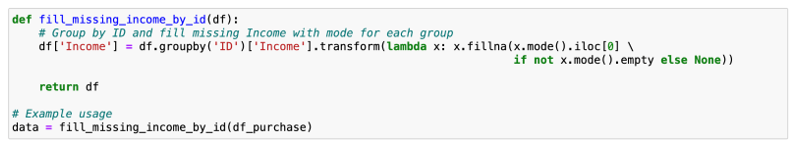 def fill_missing_income_by_id(df):
    # Group by ID and fill missing Income with mode for each group
    df['Income'] = df.groupby('ID')['Income'].transform(lambda x: x.fillna(x.mode().iloc[0] \
                                                                           if not x.mode().empty else None))
    return df
# Example usage
data = fill_missing_income_by_id(df_purchase)